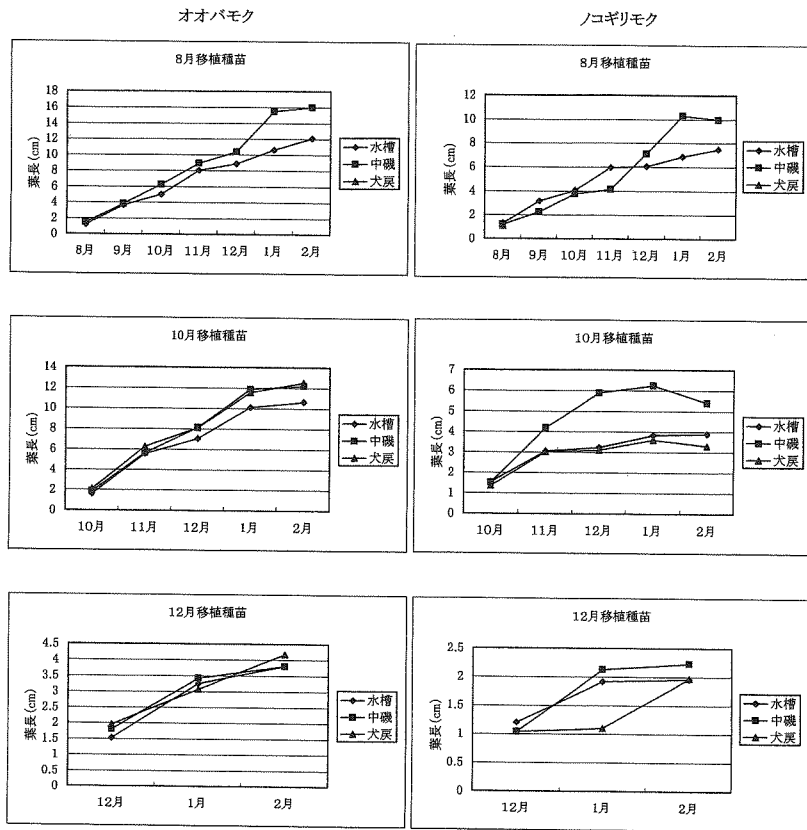 オオバモク
ノコギリモク
8月移植種苗
葉長(cm)
18
16
14
12
10
8
6
4
2
0
8月 9月 10月 11月 12月 1月 2月
水槽
中磯
犬戻
8月移植種苗
葉長(cm)
12
10
8
6
4
2
0
8月 9月 10月 11月 12月 1月 2月
水槽
中磯
犬戻
10月移植種苗
葉長(cm)
14
12
10
8
6
4
2
0
10月 11月 12月 1月 2月
水槽
中磯
犬戻
10月移植種苗
葉長(cm)
7
6
5
4
3
2
1
0
10月 11月 12月 1月 2月
水槽
中磯
犬戻
12月移植種苗
葉長(cm)
4.5
4
3.5
3
2.5
2
1.5
1
0.5
0
12月 1月 2月
水槽
中磯
犬戻
12月移植種苗
葉長(cm)
2.5
2
1.5
1
0.5
0
12月 1月 2月
水槽
中磯
犬戻